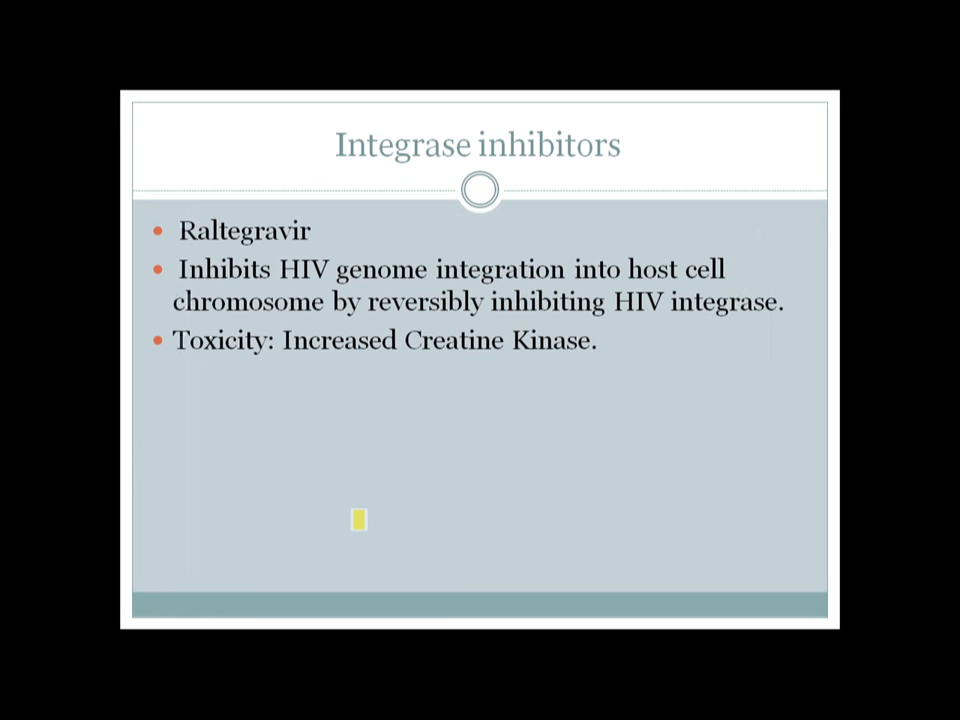 Integrase inhibitors
• Raltegravir
• Inhibits HIV genome integration into host cell
chromosome by reversibly inhibiting HIV integrase.
• Toxicity: Increased Creatine Kinase.